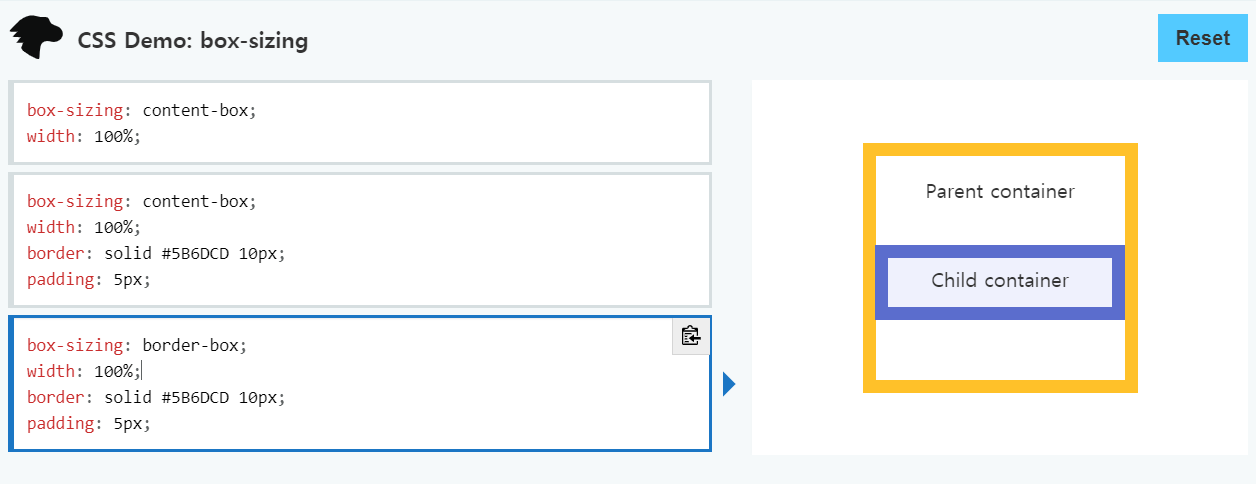 CSS Demo: box-sizing
Reset
box-sizing: content-box;
width: 100%;
box-sizing: content-box;
width: 100%;
border: solid #5B6DCD 10px;
padding: 5px;
box-sizing: border-box;
width: 100%;
border: solid #5B6DCD 10px;
padding: 5px;
Parent container
Child container